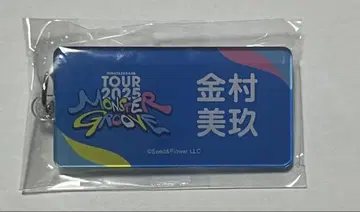 TOUR
2025
MONSTER
GROOVE
金村
美玖
©Seed&Flower LLC